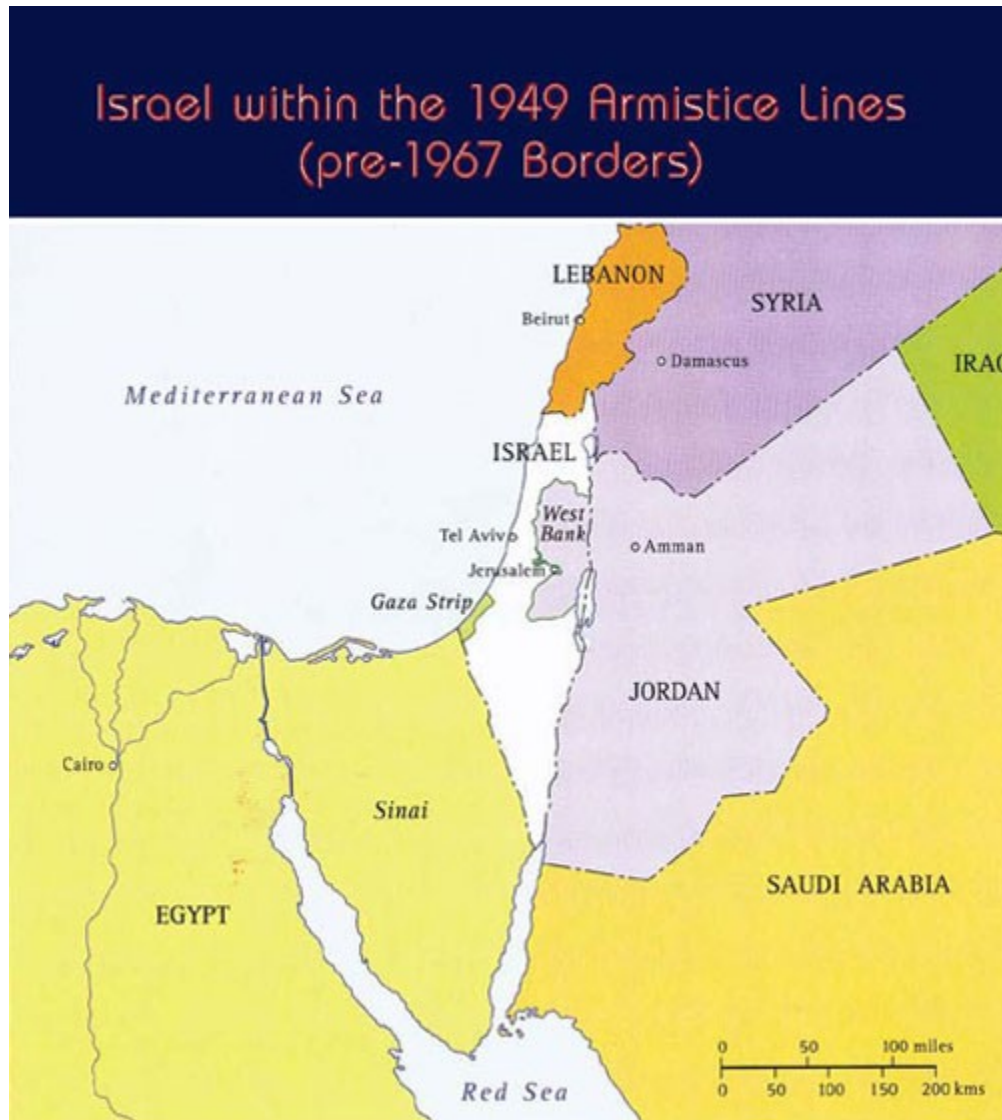 Israel within the 1949 Armistice Lines
(pre-1967 Borders)
LEBANON
Beirut
SYRIA
Damascus
IRAQ
Mediterranean Sea
ISRAEL
West
Bank
Tel Aviv
Amman
Jerusalem
Gaza Strip
JORDAN
Cairo
Sinai
SAUDI ARABIA
EGYPT
0 50 100 miles
0 50 100 150 200 kms
Red Sea